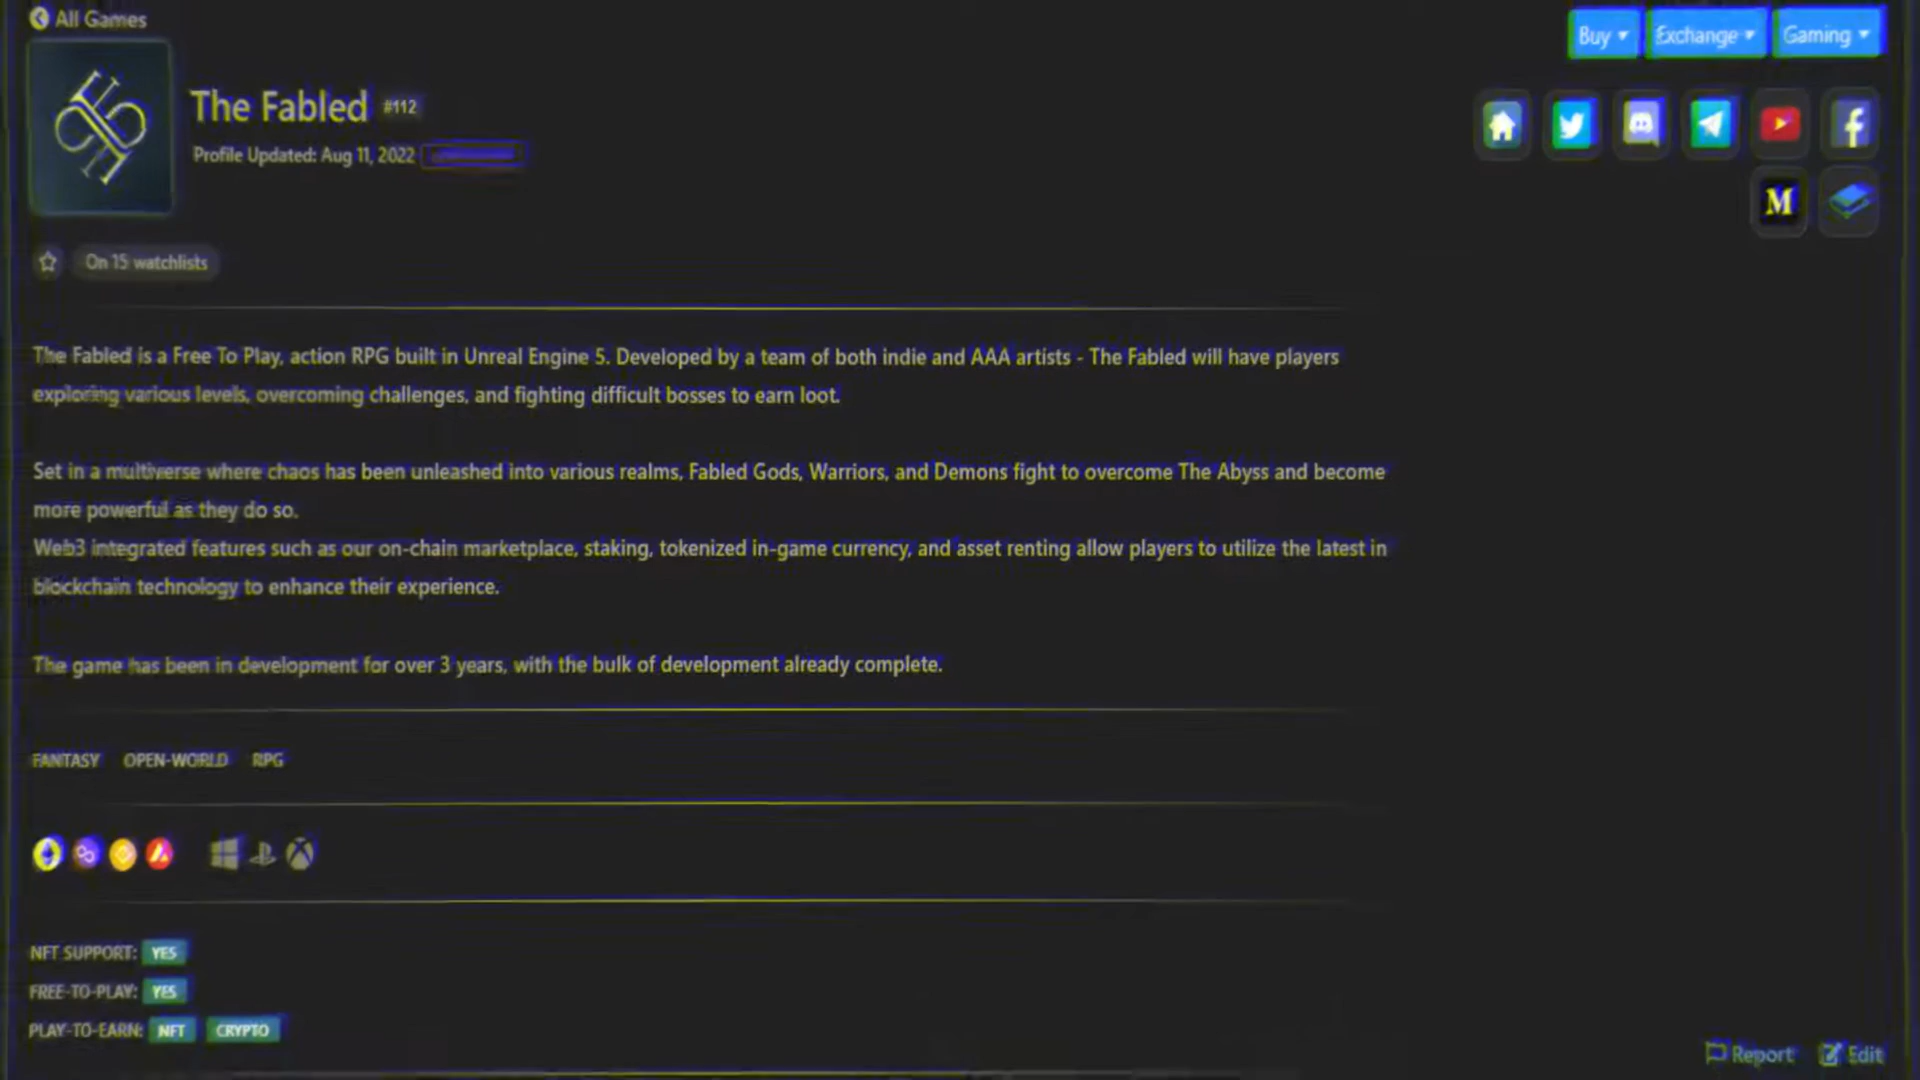 All Games
Buy Exchange Gaming
The Fabled #112
Profile Updated: Aug 11, 2022
M
On 15 watchlists
The Fabled is a Free To Play, action RPG built in Unreal Engine 5. Developed by a team of both indie and AAA artists - The Fabled will have players
exploring various levels, overcoming challenges, and fighting difficult bosses to earn loot.
Set in a multiverse where chaos has been unleashed into various realms, Fabled Gods, Warriors, and Demons fight to overcome The Abyss and become
more powerful as they do so.
Web3 integrated features such as our on-chain marketplace, staking, tokenized in-game currency, and asset renting allow players to utilize the latest in
blockchain technology to enhance their experience.
The game has been in development for over 3 years, with the bulk of development already complete.
FANTASY OPEN-WORLD RPG
NFT SUPPORT: YES
FREE-TO-PLAY: YES
PLAY-TO-EARN: NFT CRYPTO
Report Edit